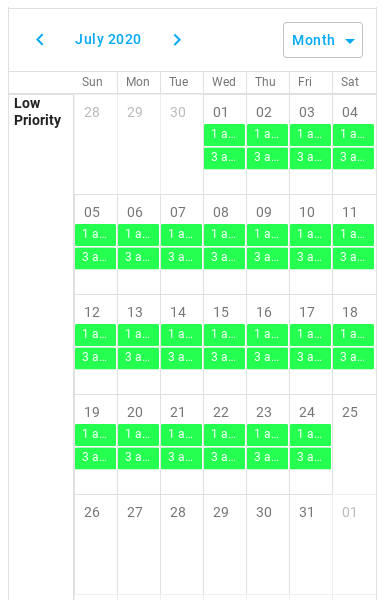 July 2020
Month
Sun Mon Tue Wed Thu Fri Sat
Low
Priority
28 29 30 01 02 03 04
1 a... 1 a... 1 a... 1 a...
3 a... 3 a... 3 a... 3 a...
05 06 07 08 09 10 11
1 a... 1 a... 1 a... 1 a... 1 a... 1 a... 1 a...
3 a... 3 a... 3 a... 3 a... 3 a... 3 a... 3 a...
12 13 14 15 16 17 18
1 a... 1 a... 1 a... 1 a... 1 a... 1 a... 1 a...
3 a... 3 a... 3 a... 3 a... 3 a... 3 a... 3 a...
19 20 21 22 23 24 25
1 a... 1 a... 1 a... 1 a... 1 a... 1 a...
3 a... 3 a... 3 a... 3 a... 3 a... 3 a...
26 27 28 29 30 31 01